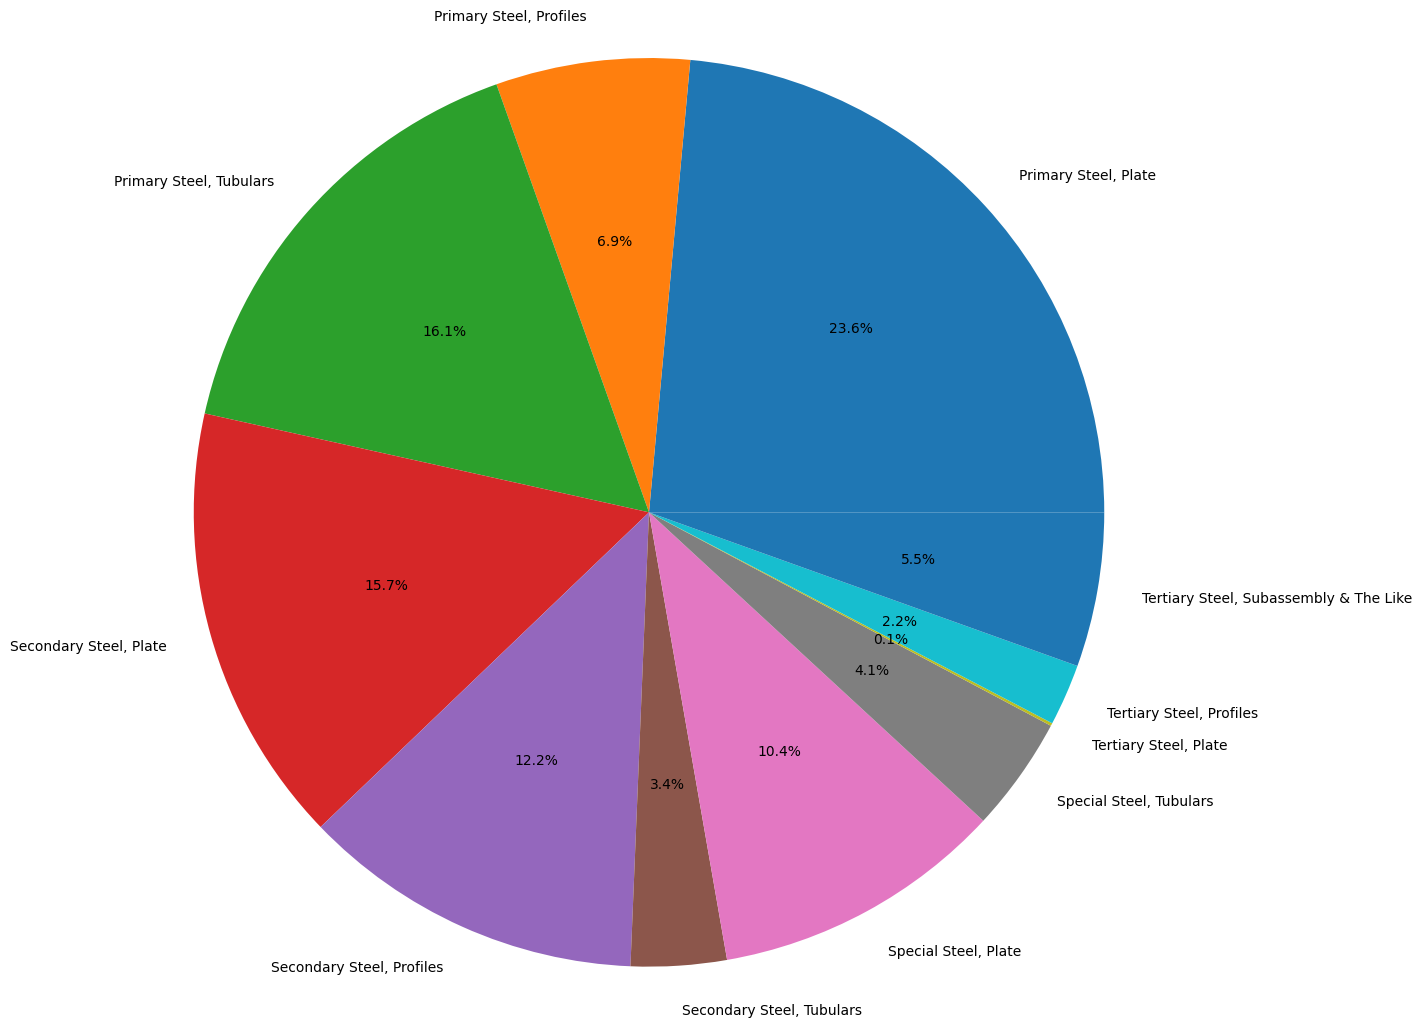 Primary Steel, Profiles
Primary Steel, Plate
Primary Steel, Tubulars
6.9%
23.6%
16.1%
5.5%
15.7%
Tertiary Steel, Subassembly & The Like
2.2%
0.1%
Secondary Steel, Plate
4.1%
Tertiary Steel, Profiles
Tertiary Steel, Plate
10.4%
12.2%
3.4%
Special Steel, Tubulars
Special Steel, Plate
Secondary Steel, Profiles
Secondary Steel, Tubulars